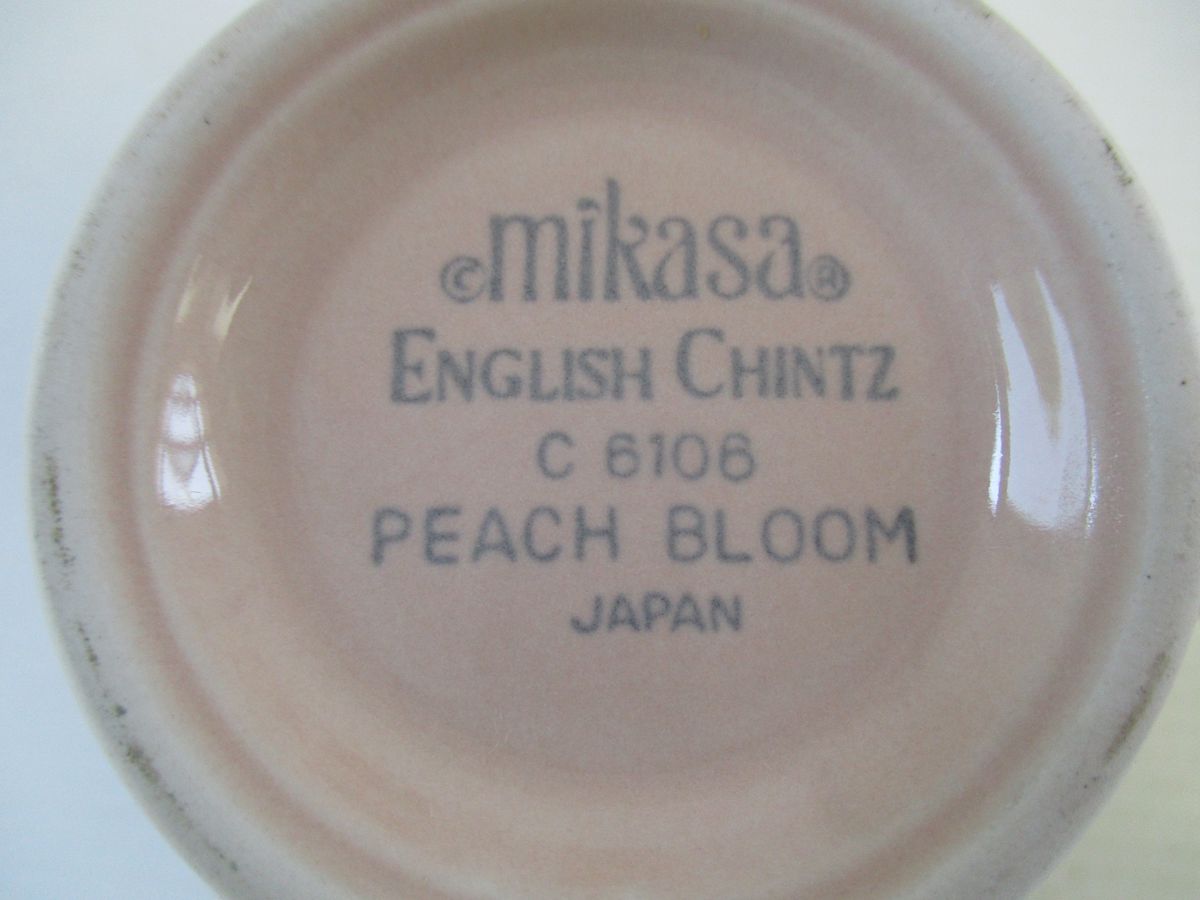 ©mikasa®
ENGLISH CHINTZ
C 6106
PEACH BLOOM
JAPAN